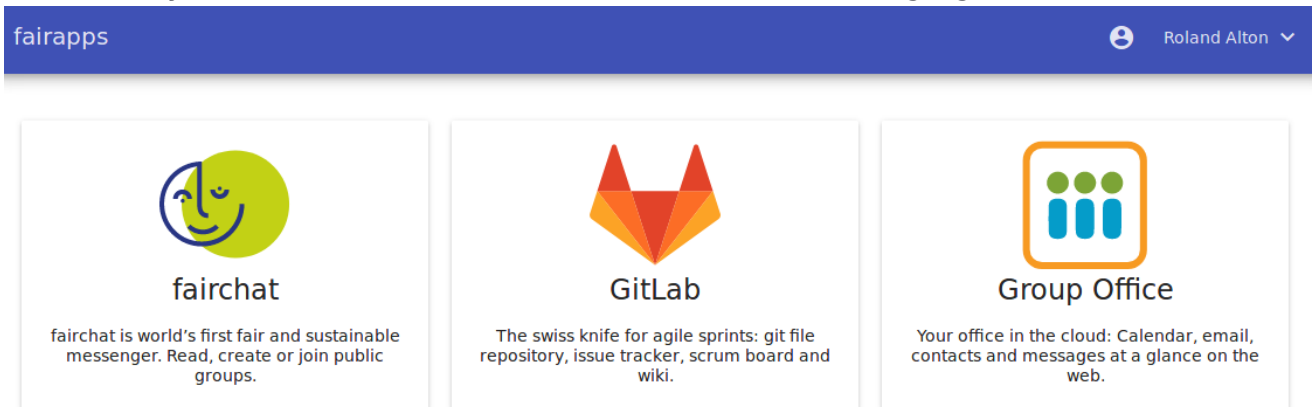 fairapps
Roland Alton
fairchat
fairchat is world’s first fair and sustainable
messenger. Read, create or join public
groups.
GitLab
The swiss knife for agile sprints: git file
repository, issue tracker, scrum board and
wiki.
Group Office
Your office in the cloud: Calendar, email,
contacts and messages at a glance on the
web.